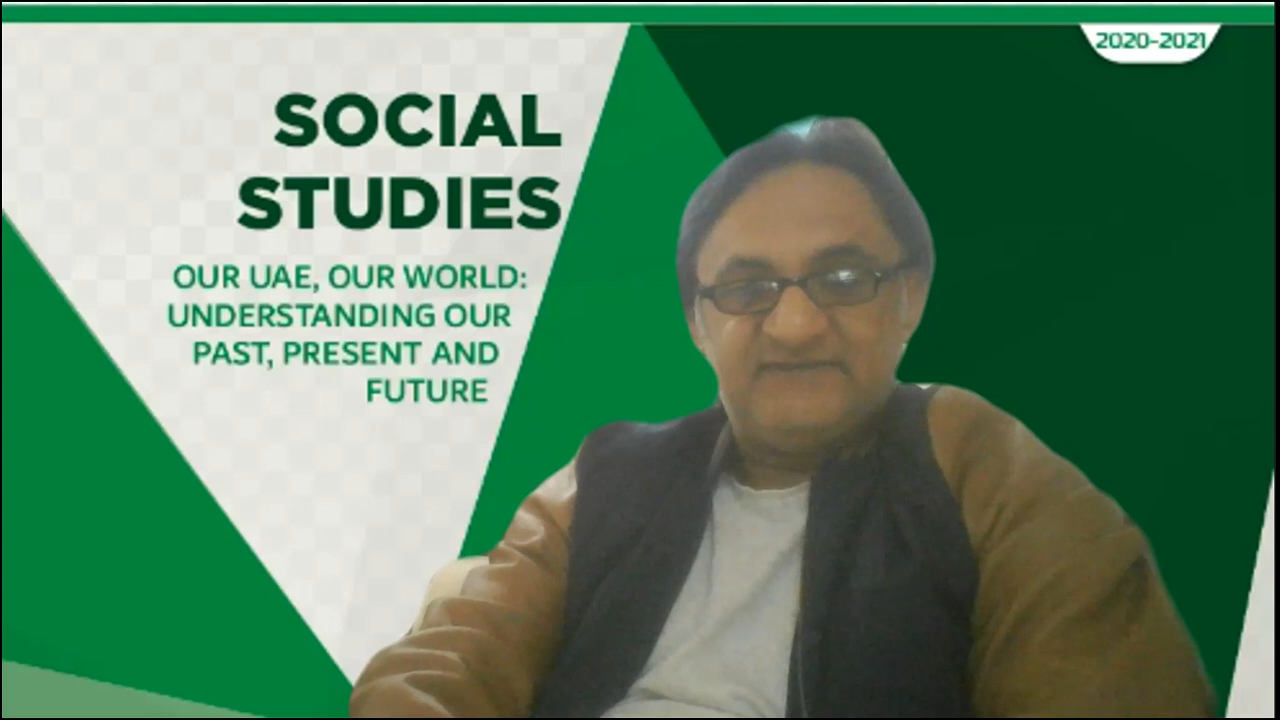 2020-2021
SOCIAL
STUDIES
OUR UAE, OUR WORLD:
UNDERSTANDING OUR
PAST, PRESENT AND
FUTURE